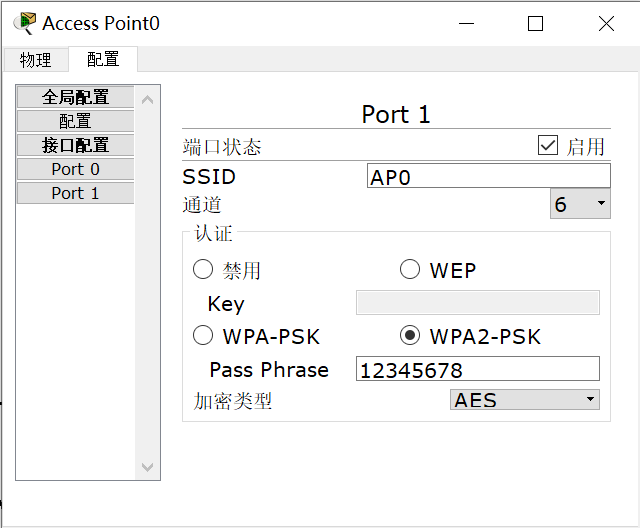 Access Point0
物理 配置
全局配置
配置
接口配置
Port 0
Port 1
Port 1
端口状态 启用
SSID AP0
通道 6
认证
禁用 WEP
Key
WPA-PSK WPA2-PSK
Pass Phrase 12345678
加密类型 AES